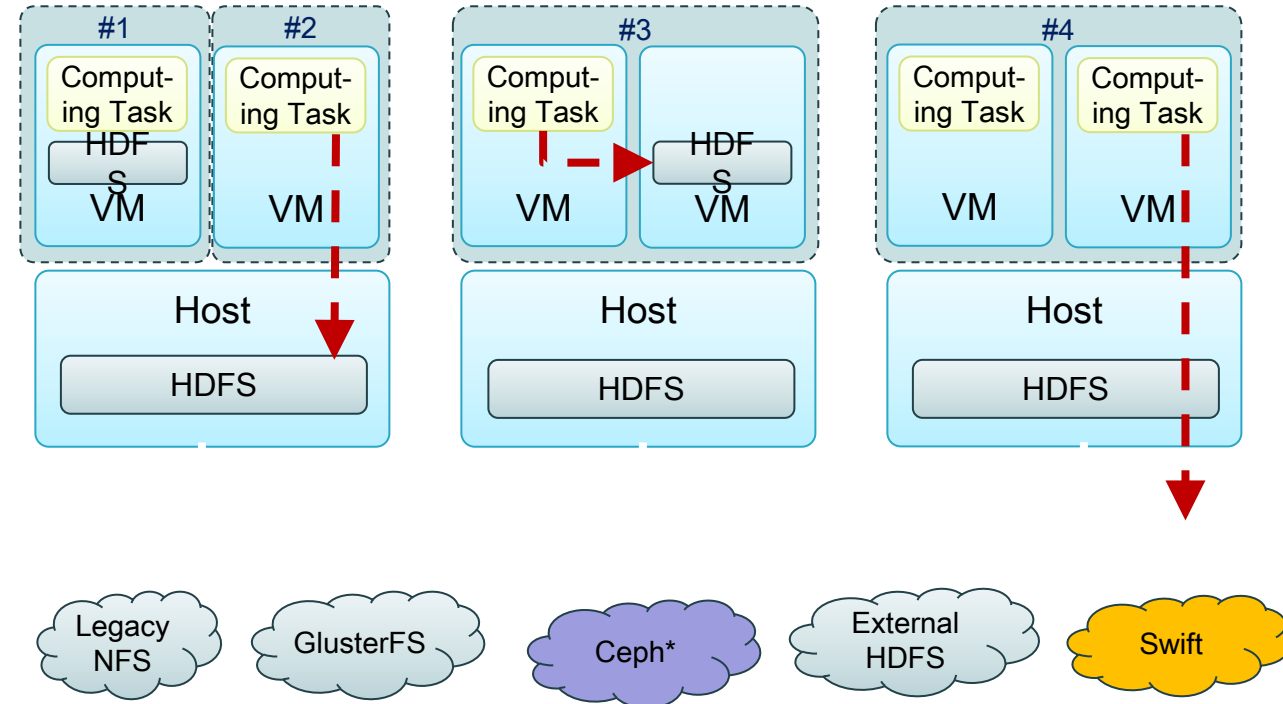 #1
#2
#3
#4
Comput-
ing Task
HDF
S
VM
Comput-
ing Task
VM
Comput-
ing Task
VM
HDF
S
VM
Comput-
ing Task
VM
Comput-
ing Task
VM
Host
HDFS
Host
HDFS
Host
HDFS
Legacy
NFS
GlusterFS
Ceph*
External
HDFS
Swift